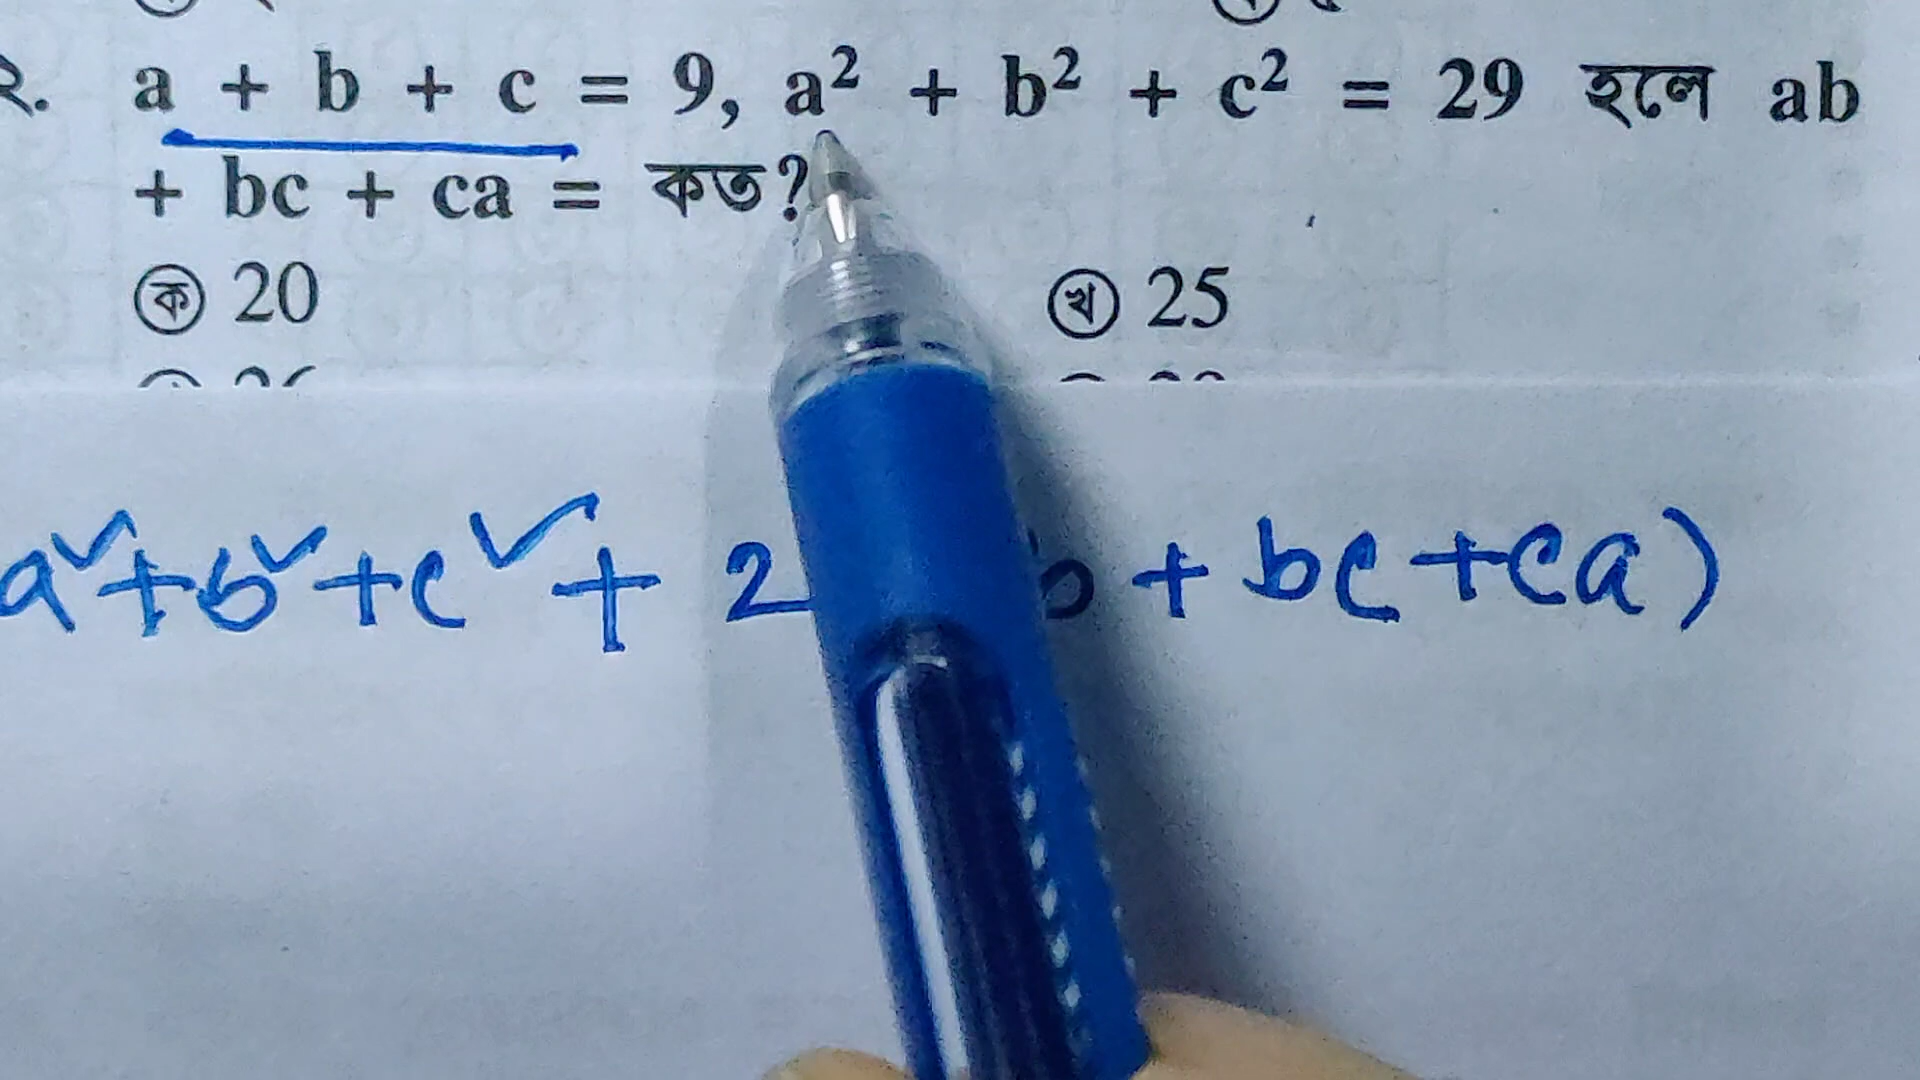 ২. a + b + c = 9, a² + b² + c² = 29 হলে ab
+ bc + ca = কত?
ক 20 খ 25
a² + b² + c² + 2 b + bc + ca)